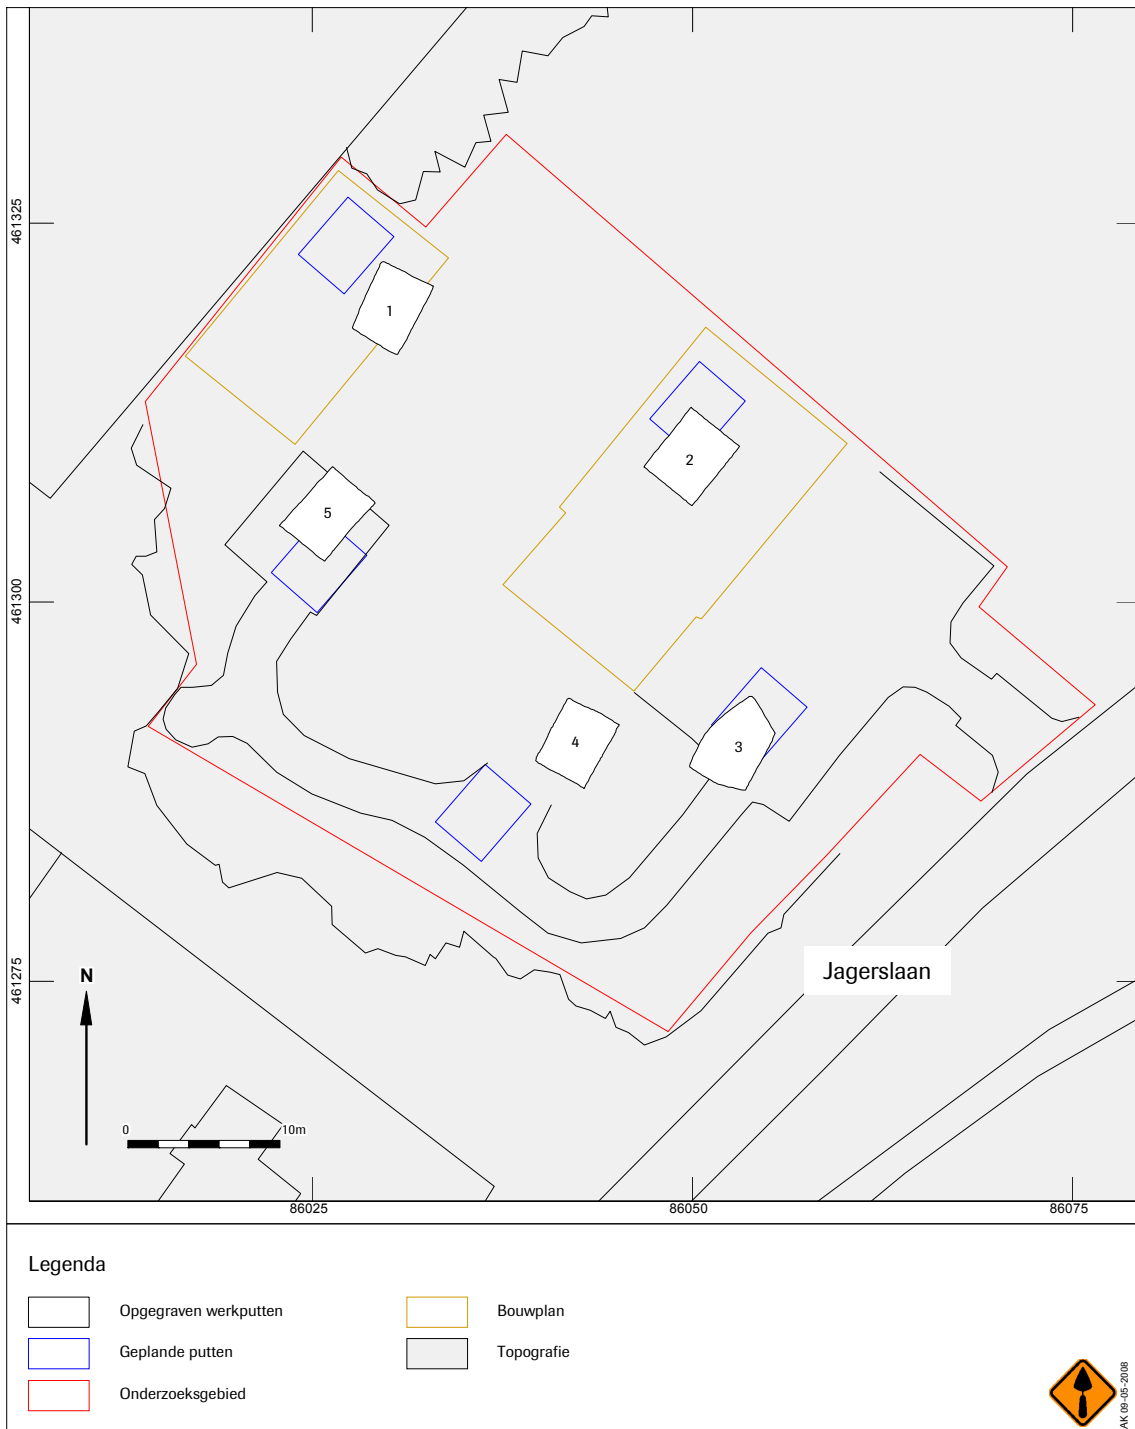 461325
461300
461275
1
2
5
4
3
Jagerslaan
N
0 10m
86025 86050 86075
Legenda
Opgegraven werkputten
Geplande putten
Onderzoeksgebied
Bouwplan
Topografie
AK 09-05-2008